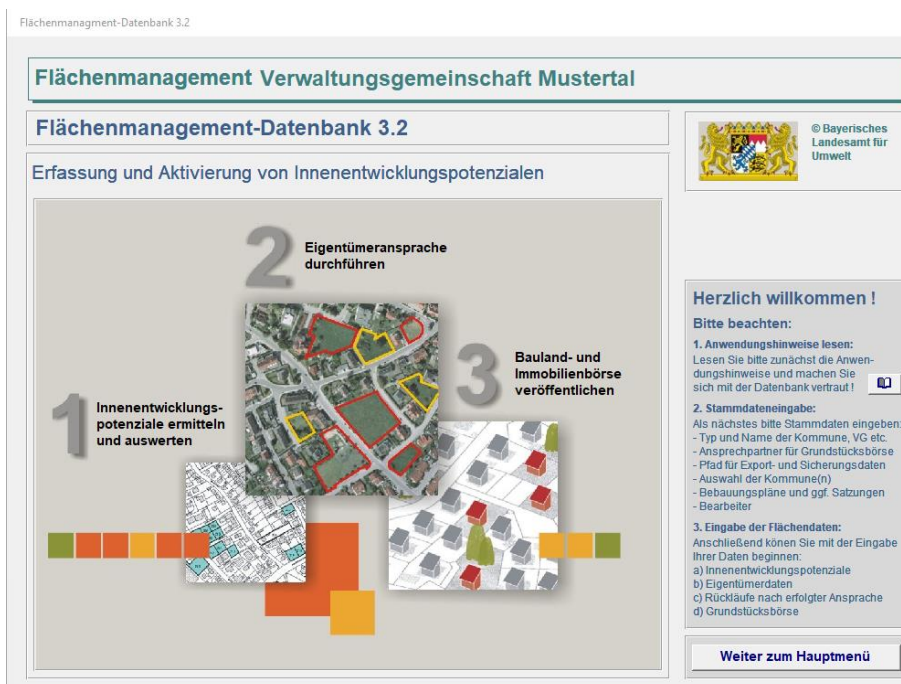 Flächenmanagment-Datenbank 3.2
Flächenmanagement Verwaltungsgemeinschaft Mustertal
Flächenmanagement-Datenbank 3.2
Erfassung und Aktivierung von Innenentwicklungspotenzialen
2
Eigentümeransprache
durchführen
3
Bauland- und
Immobilienbörse
veröffentlichen
1
Innenentwicklungs-
potenziale ermitteln
und auswerten
© Bayerisches
Landesamt für
Umwelt
Herzlich willkommen !
Bitte beachten:
1. Anwendungshinweise lesen:
Lesen Sie bitte zunächst die Anwen-
dungshinweise und machen Sie
sich mit der Datenbank vertraut !
2. Stammdateneingabe:
Als nächstes bitte Stammdaten eingeben:
- Typ und Name der Kommune, VG etc.
- Ansprechpartner für Grundstücksbörse
- Pfad für Export- und Sicherungsdaten
- Auswahl der Kommune(n)
- Bebauungspläne und ggf. Satzungen
- Bearbeiter
3. Eingabe der Flächendaten:
Anschließend könen Sie mit der Eingabe
Ihrer Daten beginnen:
a) Innenentwicklungspotenziale
b) Eigentümerdaten
c) Rückläufe nach erfolgter Ansprache
d) Grundstücksbörse
Weiter zum Hauptmenü